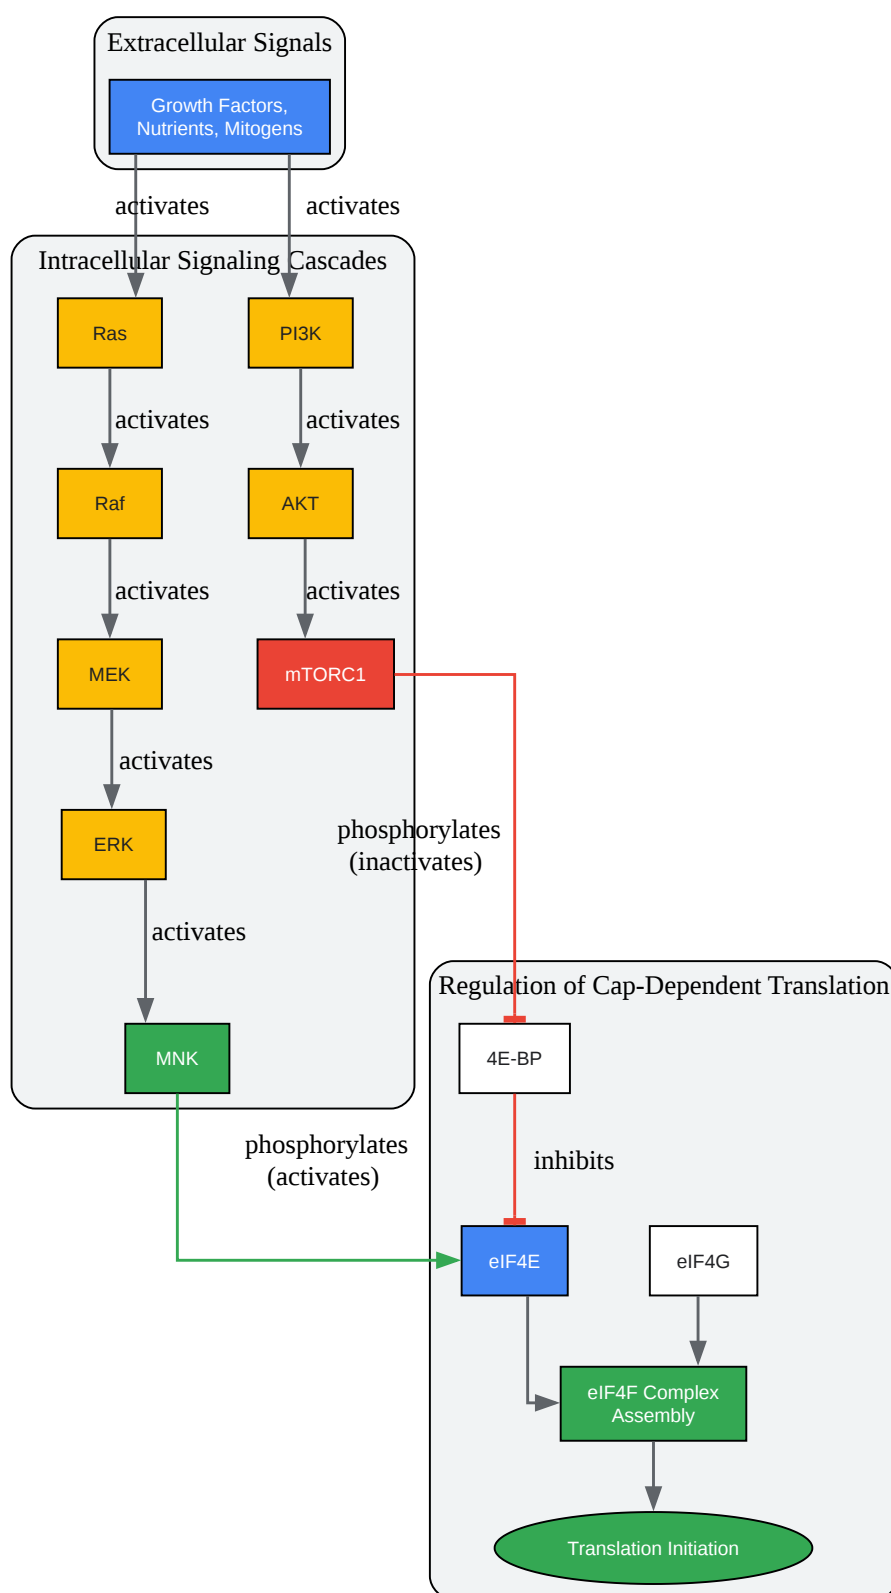 Extracellular Signals
Growth Factors,
Nutrients, Mitogens
activates
activates
Intracellular Signaling Cascades
Ras
PI3K
activates
activates
Raf
AKT
activates
activates
MEK
mTORC1
activates
phosphorylates
(inactivates)
ERK
activates
Regulation of Cap-Dependent Translation
MNK
4E-BP
phosphorylates
(activates)
inhibits
eIF4E
eIF4G
eIF4F Complex
Assembly
Translation Initiation